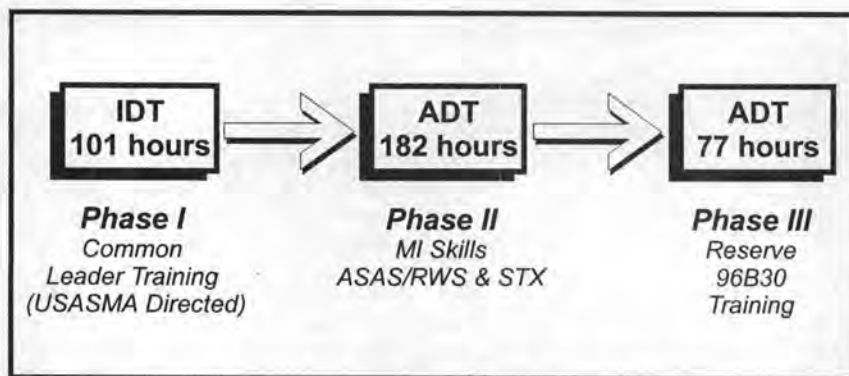 IDT
101 hours
ADT
182 hours
ADT
77 hours
Phase I
Common
Leader Training
(USASMA Directed)
Phase II
MI Skills
ASAS/RWS & STX
Phase III
Reserve
96B30
Training